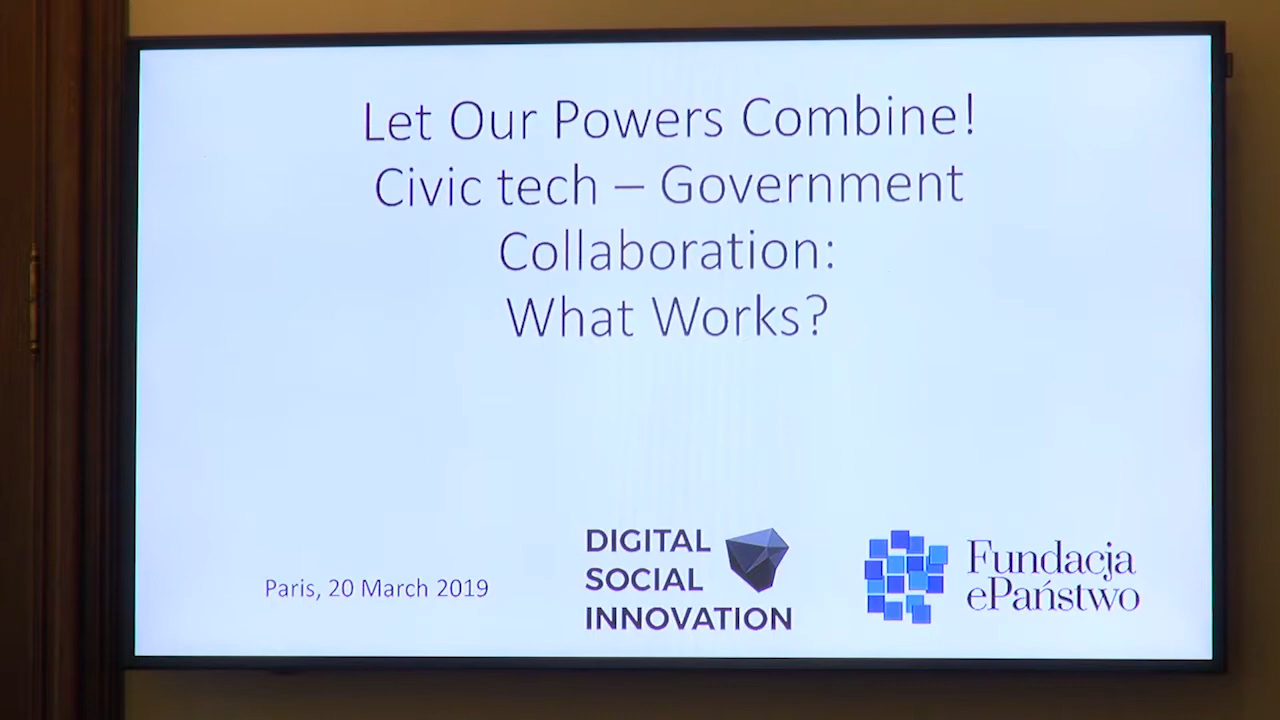 Let Our Powers Combine!
Civic tech – Government
Collaboration:
What Works?
Paris, 20 March 2019
DIGITAL
SOCIAL
INNOVATION
Fundacja
ePaństwo